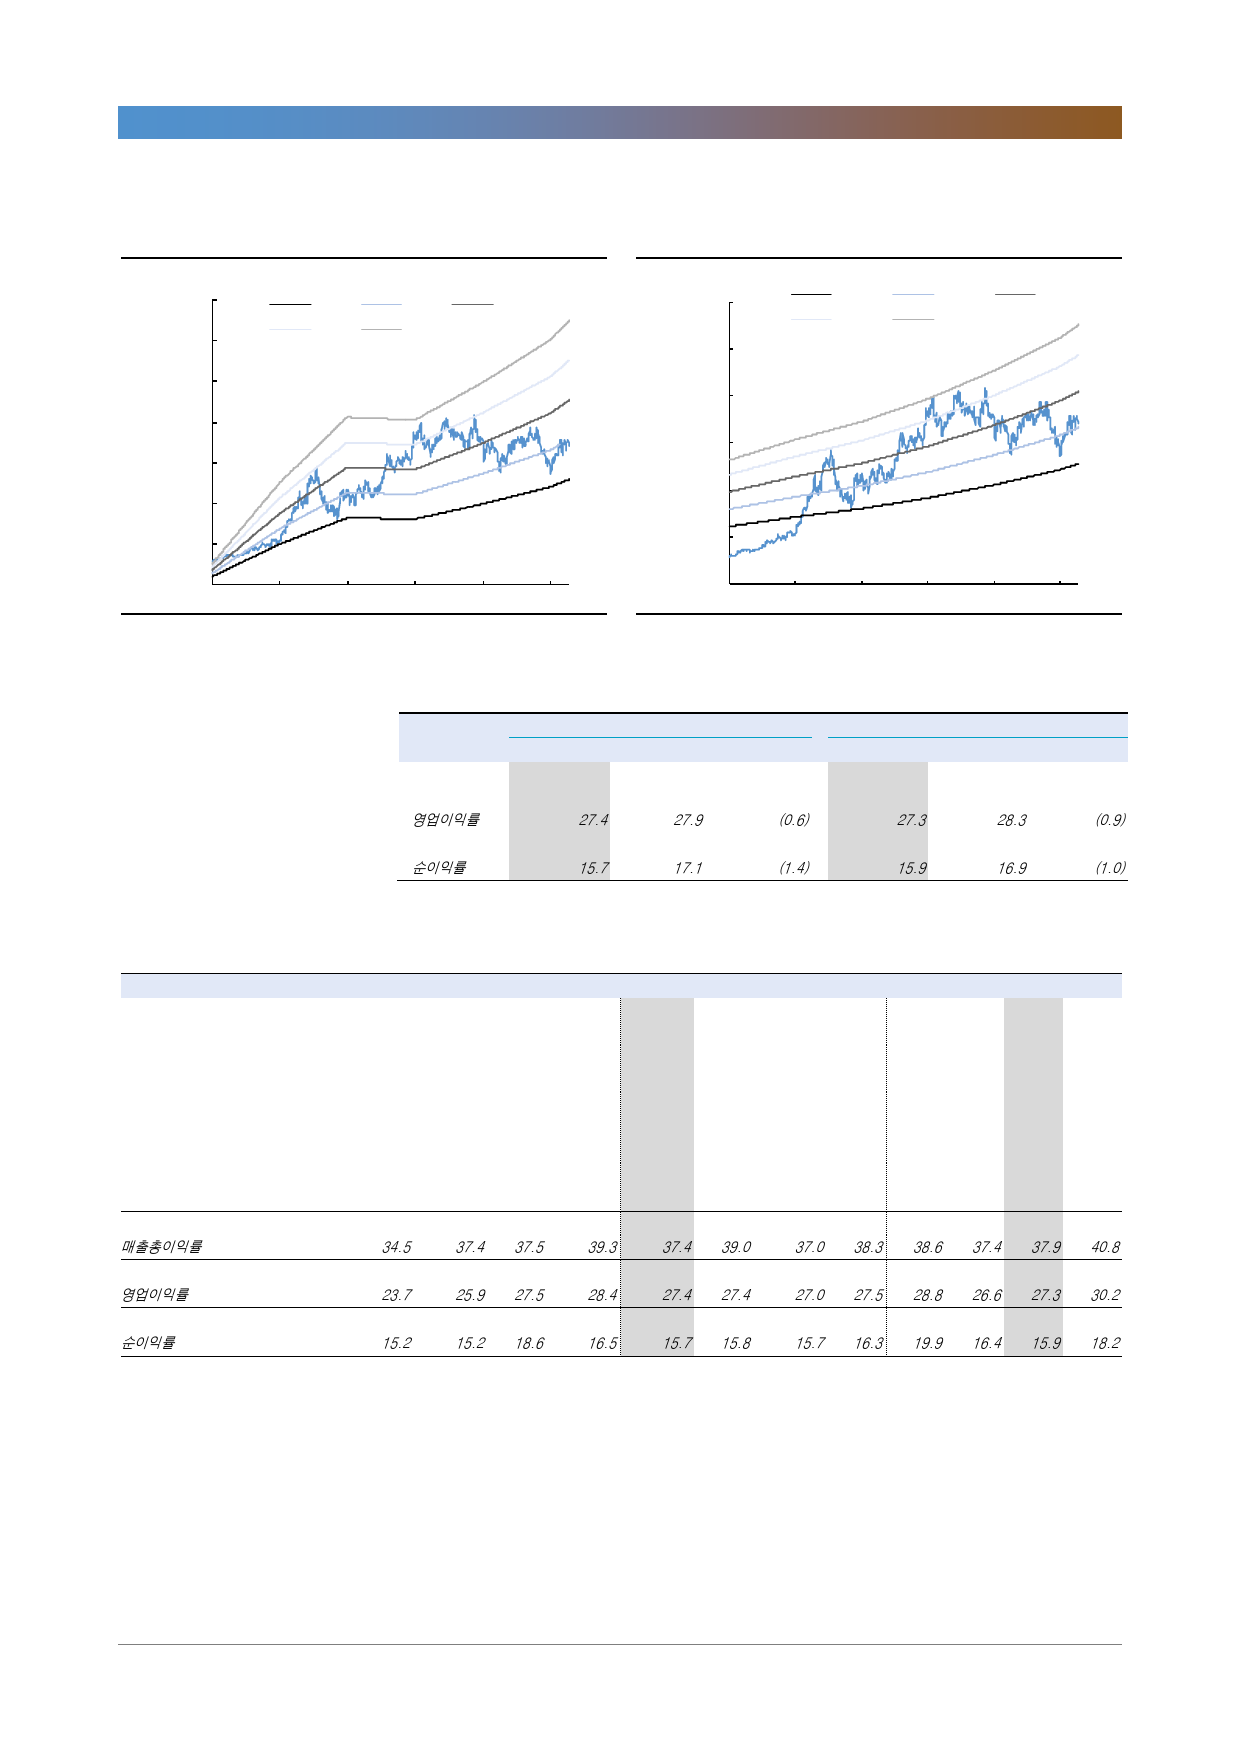 영업이익률 27.4 27.9 (0.6) 27.3 28.3 (0.9)
순이익률 15.7 17.1 (1.4) 15.9 16.9 (1.0)
매출총이익률 34.5 37.4 37.5 39.3 37.4 39.0 37.0 38.3 38.6 37.4 37.9 40.8
영업이익률 23.7 25.9 27.5 28.4 27.4 27.4 27.0 27.5 28.8 26.6 27.3 30.2
순이익률 15.2 15.2 18.6 16.5 15.7 15.8 15.7 16.3 19.9 16.4 15.9 18.2